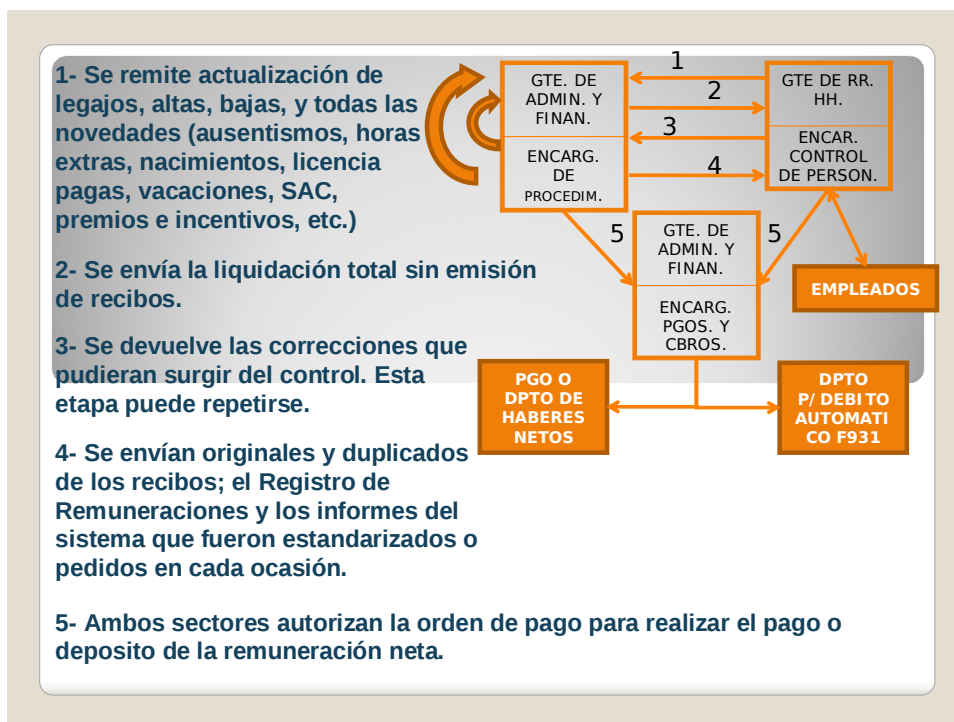 1- Se remite actualización de
legajos, altas, bajas, y todas las
novedades (ausentismos, horas
extras, nacimientos, licencia
pagas, vacaciones, SAC,
premios e incentivos, etc.)
2- Se envía la liquidación total sin emisión
de recibos.
3- Se devuelve las correcciones que
pudieran surgir del control. Esta
etapa puede repetirse.
4- Se envían originales y duplicados
de los recibos; el Registro de
Remuneraciones y los informes del
sistema que fueron estandarizados o
pedidos en cada ocasión.
5- Ambos sectores autorizan la orden de pago para realizar el pago o
deposito de la remuneración neta.
GTE. DE
ADMIN. Y
FINAN.
ENCARG.
DE
PROCEDIM.
1
2
3
4
GTE DE RR.
HH.
ENCAR.
CONTROL
DE PERSON.
5
GTE. DE
ADMIN. Y
FINAN.
ENCARG.
PGOS. Y
CBROS.
5
EMPLEADOS
PGO O
DPTO DE
HABERES
NETOS
DPTO
P/ DEBITO
AUTOMATI
CO F931